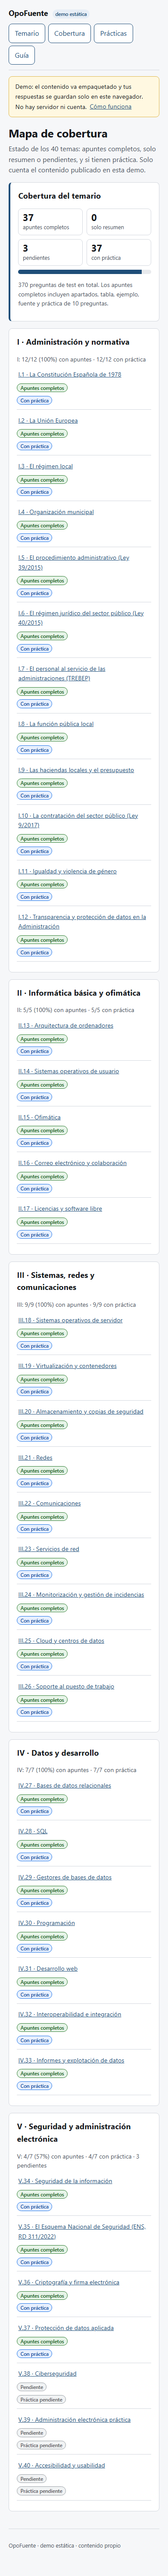 OpoFuente demo estática
Temario Cobertura Prácticas
Guía
Demo: el contenido va empaquetado y tus
respuestas se guardan solo en este navegador.
No hay servidor ni cuenta. Cómo funciona
Mapa de cobertura
Estado de los 40 temas: apuntes completos, solo
resumen o pendientes, y si tienen práctica. Solo
cuenta el contenido publicado en esta demo.
Cobertura del temario
37
apuntes completos
0
solo resumen
3
pendientes
37
con práctica
370 preguntas de test en total. Los apuntes
completos incluyen apartados, tabla, ejemplo,
fuente y práctica de 10 preguntas.
I · Administración y normativa
I: 12/12 (100%) con apuntes · 12/12 con práctica
I.1 · La Constitución Española de 1978
Apuntes completos
Con práctica
I.2 · La Unión Europea
Apuntes completos
Con práctica
I.3 · El régimen local
Apuntes completos
Con práctica
I.4 · Organización municipal
Apuntes completos
Con práctica
I.5 · El procedimiento administrativo (Ley
39/2015)
Apuntes completos
Con práctica
I.6 · El régimen jurídico del sector público (Ley
40/2015)
Apuntes completos
Con práctica
I.7 · El personal al servicio de las
administraciones (TREBEP)
Apuntes completos
Con práctica
I.8 · La función pública local
Apuntes completos
Con práctica
I.9 · Las haciendas locales y el presupuesto
Apuntes completos
Con práctica
I.10 · La contratación del sector público (Ley
9/2017)
Apuntes completos
Con práctica
I.11 · Igualdad y violencia de género
Apuntes completos
Con práctica
I.12 · Transparencia y protección de datos en la
Administración
Apuntes completos
Con práctica
II · Informática básica y ofimática
II: 5/5 (100%) con apuntes · 5/5 con práctica
II.13 · Arquitectura de ordenadores
Apuntes completos
Con práctica
II.14 · Sistemas operativos de usuario
Apuntes completos
Con práctica
II.15 · Ofimática
Apuntes completos
Con práctica
II.16 · Correo electrónico y colaboración
Apuntes completos
Con práctica
II.17 · Licencias y software libre
Apuntes completos
Con práctica
III · Sistemas, redes y
comunicaciones
III: 9/9 (100%) con apuntes · 9/9 con práctica
III.18 · Sistemas operativos de servidor
Apuntes completos
Con práctica
III.19 · Virtualización y contenedores
Apuntes completos
Con práctica
III.20 · Almacenamiento y copias de seguridad
Apuntes completos
Con práctica
III.21 · Redes
Apuntes completos
Con práctica
III.22 · Comunicaciones
Apuntes completos
Con práctica
III.23 · Servicios de red
Apuntes completos
Con práctica
III.24 · Monitorización y gestión de incidencias
Apuntes completos
Con práctica
III.25 · Cloud y centros de datos
Apuntes completos
Con práctica
III.26 · Soporte al puesto de trabajo
Apuntes completos
Con práctica
IV · Datos y desarrollo
IV: 7/7 (100%) con apuntes · 7/7 con práctica
IV.27 · Bases de datos relacionales
Apuntes completos
Con práctica
IV.28 · SQL
Apuntes completos
Con práctica
IV.29 · Gestores de bases de datos
Apuntes completos
Con práctica
IV.30 · Programación
Apuntes completos
Con práctica
IV.31 · Desarrollo web
Apuntes completos
Con práctica
IV.32 · Interoperabilidad e integración
Apuntes completos
Con práctica
IV.33 · Informes y explotación de datos
Apuntes completos
Con práctica
V · Seguridad y administración
electrónica
V: 4/7 (57%) con apuntes · 4/7 con práctica · 3
pendientes
V.34 · Seguridad de la información
Apuntes completos
Con práctica
V.35 · El Esquema Nacional de Seguridad (ENS,
RD 311/2022)
Apuntes completos
Con práctica
V.36 · Criptografía y firma electrónica
Apuntes completos
Con práctica
V.37 · Protección de datos aplicada
Apuntes completos
Con práctica
V.38 · Ciberseguridad
Pendiente
Práctica pendiente
V.39 · Administración electrónica práctica
Pendiente
Práctica pendiente
V.40 · Accesibilidad y usabilidad
Pendiente
Práctica pendiente
OpoFuente · demo estática · contenido propio